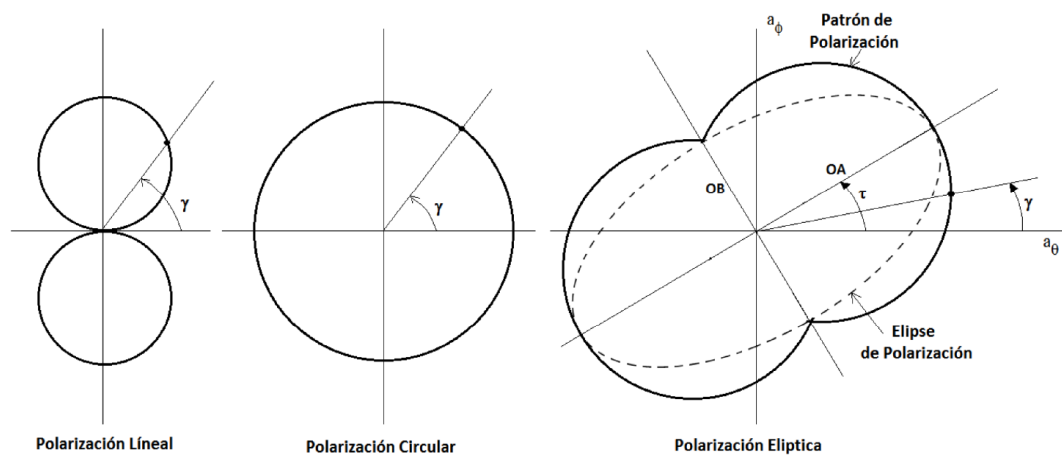 γ
Polarización Líneal
γ
Polarización Circular
aϕ
Patrón de
Polarización
OB
OA
τ
γ
aθ
Elipse
de Polarización
Polarización Eliptica